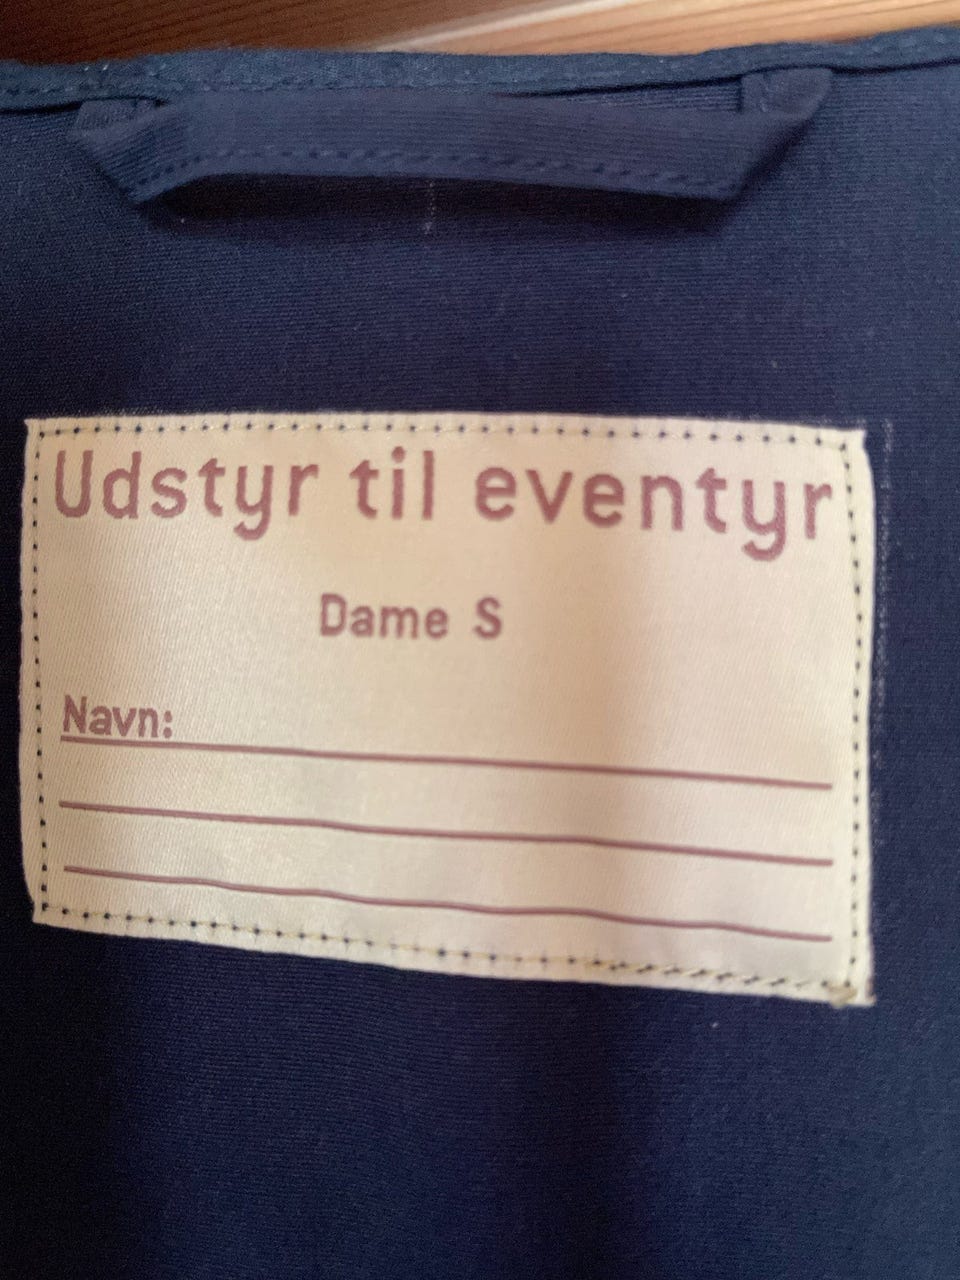 Udstyr til eventyr
Dame S
Navn: